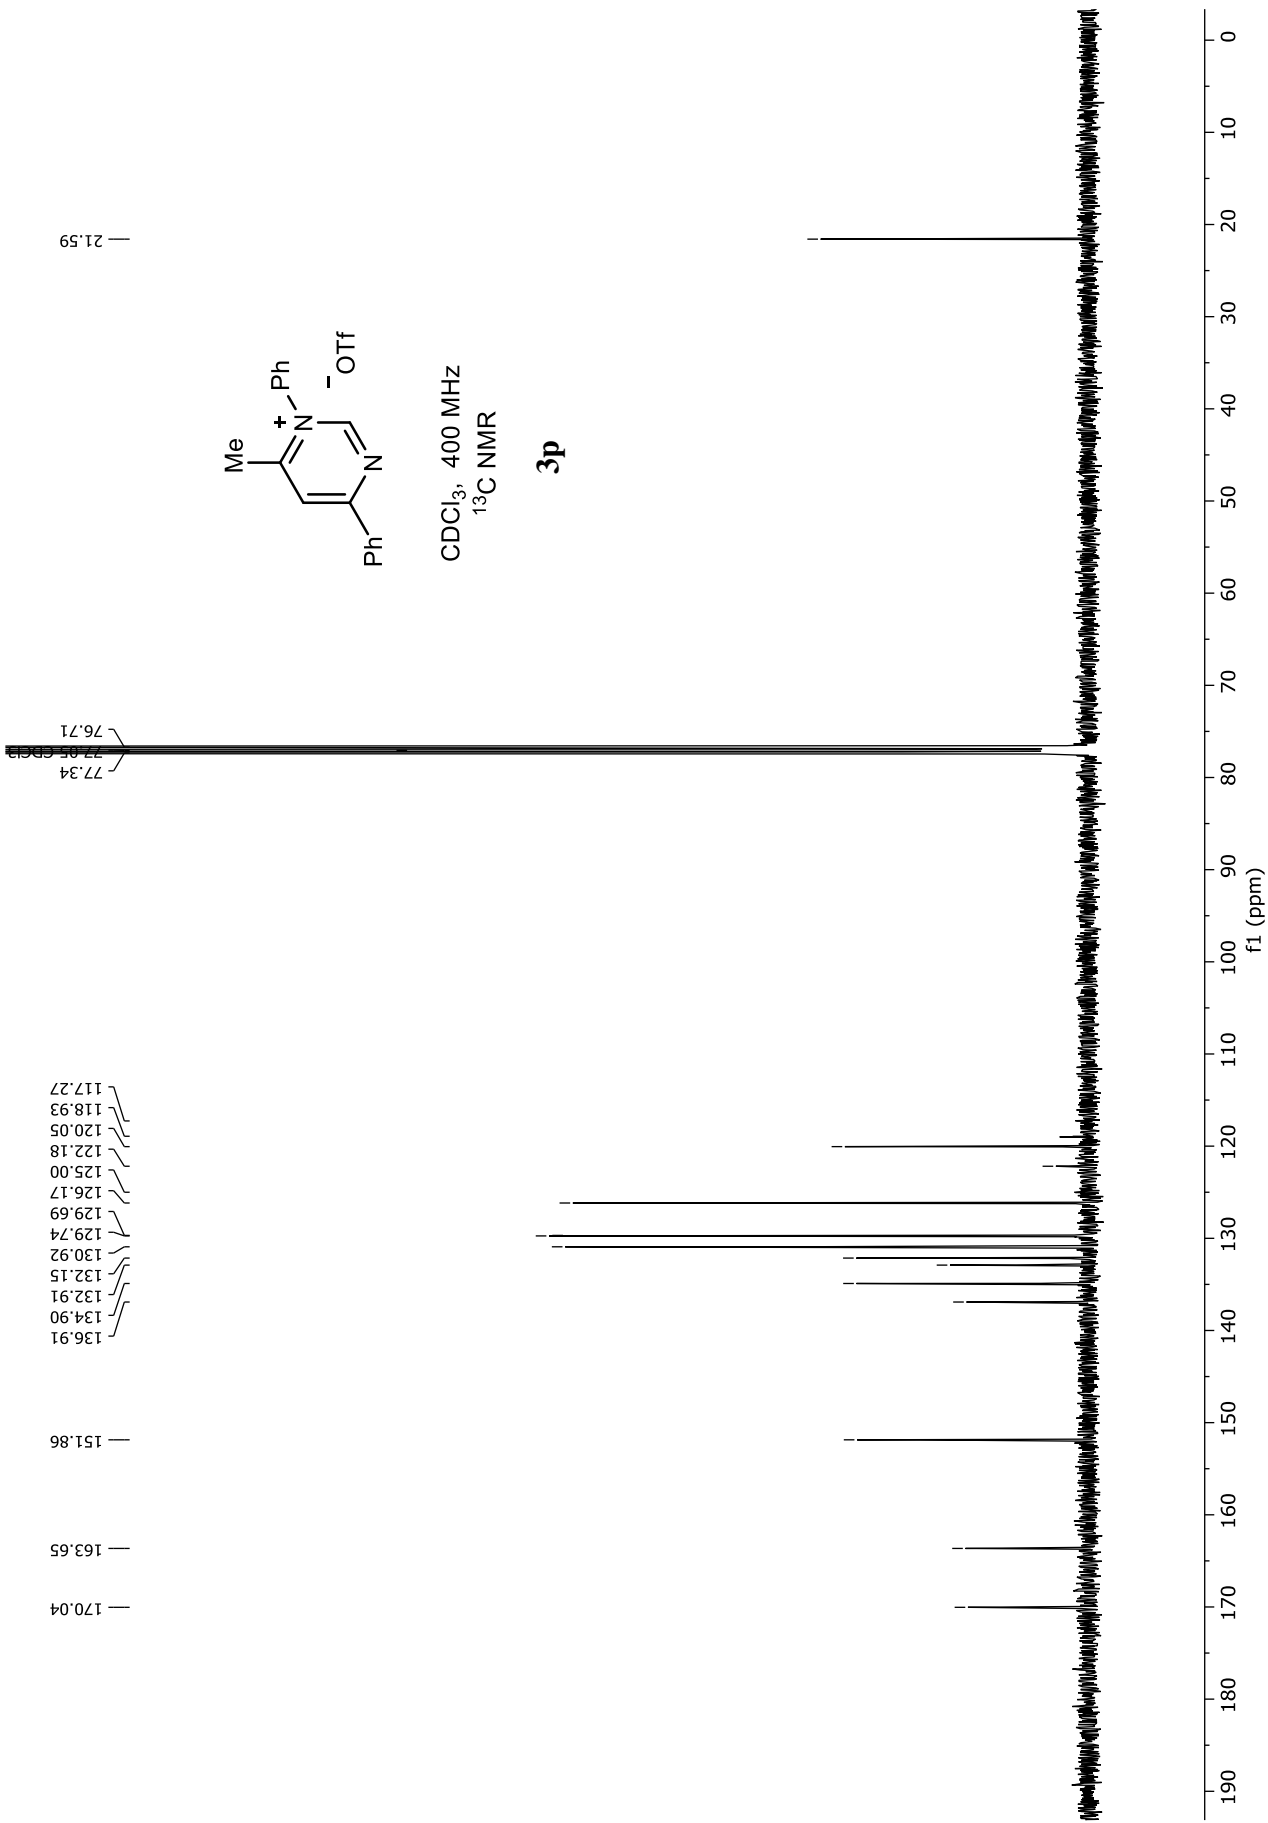 170.04
163.65
151.86
136.91
134.90
132.91
132.15
130.92
129.74
129.69
126.17
125.00
122.18
120.05
118.93
117.27
77.34
77.05 CDCl3
76.71
21.59
Me
Ph
+
N
−
OTf
N
Ph
CDCl₃, 400 MHz
¹³C NMR
3p
190 180 170 160 150 140 130 120 110 100 90 80 70 60 50 40 30 20 10 0
f1 (ppm)